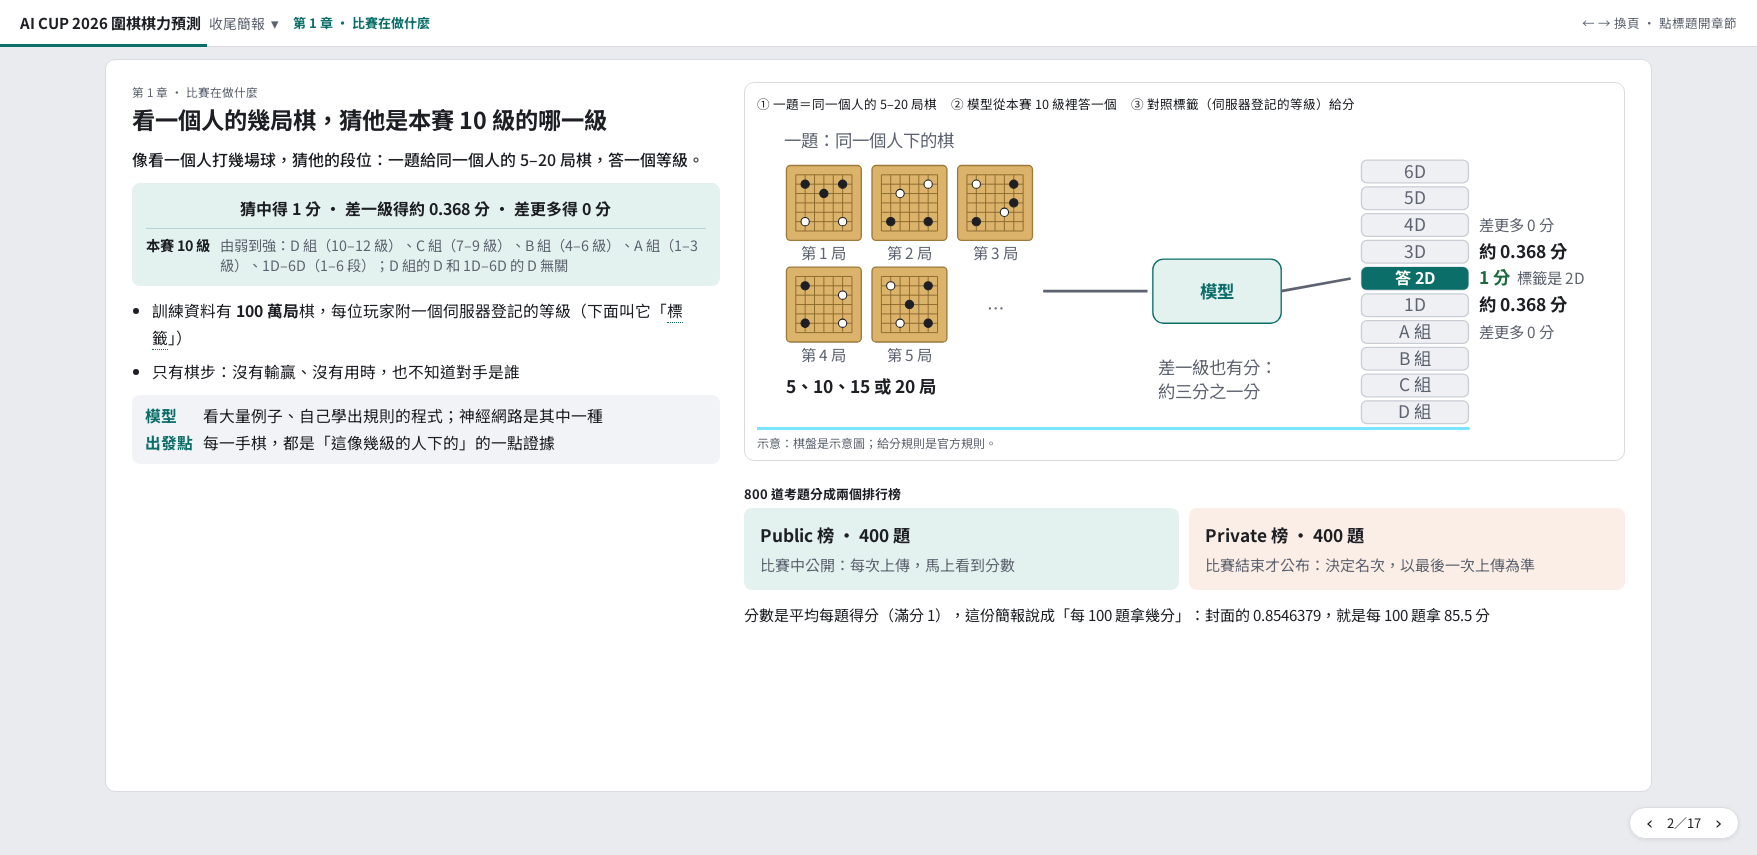 AI CUP 2026 圍棋棋力預測 收尾簡報 ▼ 第 1 章 · 比賽在做什麼
←→ 換頁 · 點標題開章節
第 1 章 · 比賽在做什麼
看一個人的幾局棋，猜他是本賽 10 級的哪一級
像看一個人打幾場球，猜他的段位：一題給同一個人的 5–20 局棋，答一個等級。
猜中得 1 分 · 差一級得約 0.368 分 · 差更多得 0 分
本賽 10 級 由弱到強：D 組（10–12 級）、C 組（7–9 級）、B 組（4–6 級）、A 組（1–3
級）、1D–6D（1–6 段）；D 組的 D 和 1D–6D 的 D 無關
• 訓練資料有 100 萬局棋，每位玩家附一個伺服器登記的等級（下面叫它「標
籤」）
• 只有棋步：沒有輸贏、沒有用時，也不知道對手是誰
模型 看大量例子、自己學出規則的程式；神經網路是其中一種
出發點 每一手棋，都是「這像幾級的人下的」的一點證據
① 一題＝同一個人的 5–20 局棋 ② 模型從本賽 10 級裡答一個 ③ 對照標籤（伺服器登記的等級）給分
一題：同一個人下的棋
第 1 局 第 2 局 第 3 局
第 4 局 第 5 局
…
5、10、15 或 20 局
模型
差一級也有分：
約三分之一分
6D
5D
4D 差更多 0 分
3D 約 0.368 分
答 2D 1 分 標籤是 2D
1D 約 0.368 分
A 組 差更多 0 分
B 組
C 組
D 組
示意：棋盤是示意圖；給分規則是官方規則。
800 道考題分成兩個排行榜
Public 榜 · 400 題
比賽中公開：每次上傳，馬上看到分數
Private 榜 · 400 題
比賽結束才公布：決定名次，以最後一次上傳為準
分數是平均每題得分（滿分 1），這份簡報說成「每 100 題拿幾分」：封面的 0.8546379，就是每 100 題拿 85.5 分
‹ 2／17 ›